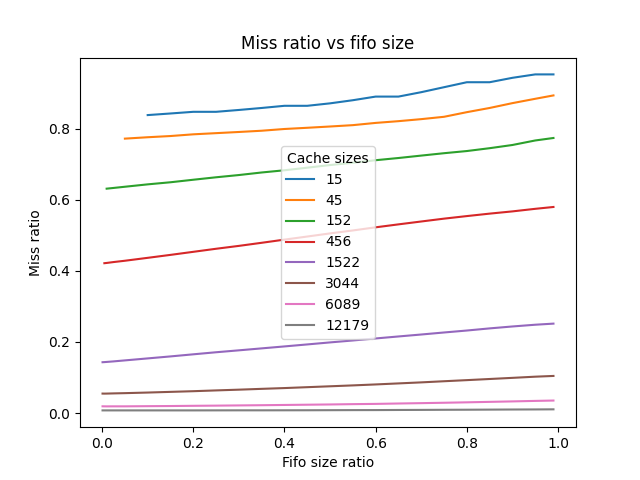 Miss ratio vs fifo size
Miss ratio
0.8
0.6
0.4
0.2
0.0
Cache sizes
15
45
152
456
1522
3044
6089
12179
0.0 0.2 0.4 0.6 0.8 1.0
Fifo size ratio